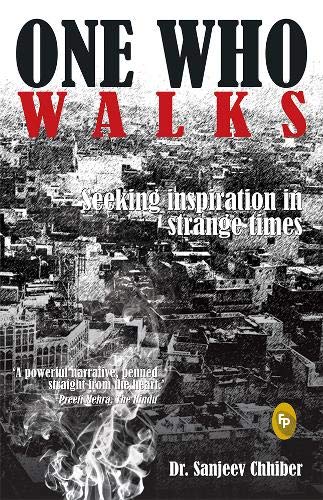 ONE WHO
WALKS
Seeking inspiration in
strange times
'A powerful narrative, penned
straight from the heart'
-Preeti Mehra, The Hindu
FP
Dr. Sanjeev Chhiber